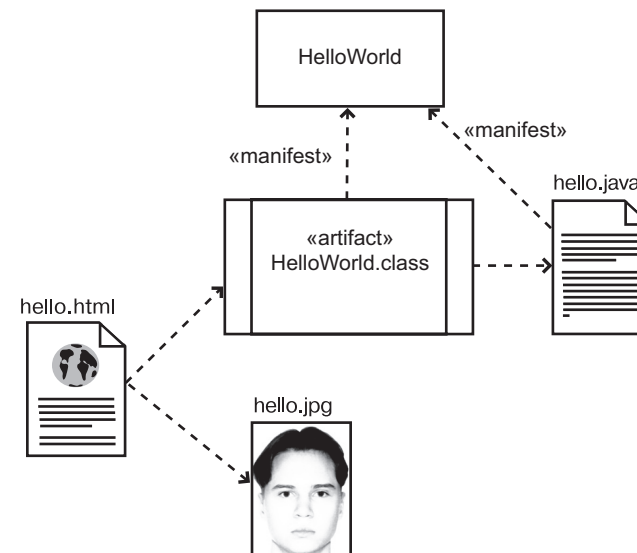 HelloWorld
«manifest»
«manifest»
hello.java
«artifact»
HelloWorld.class
hello.html
hello.jpg